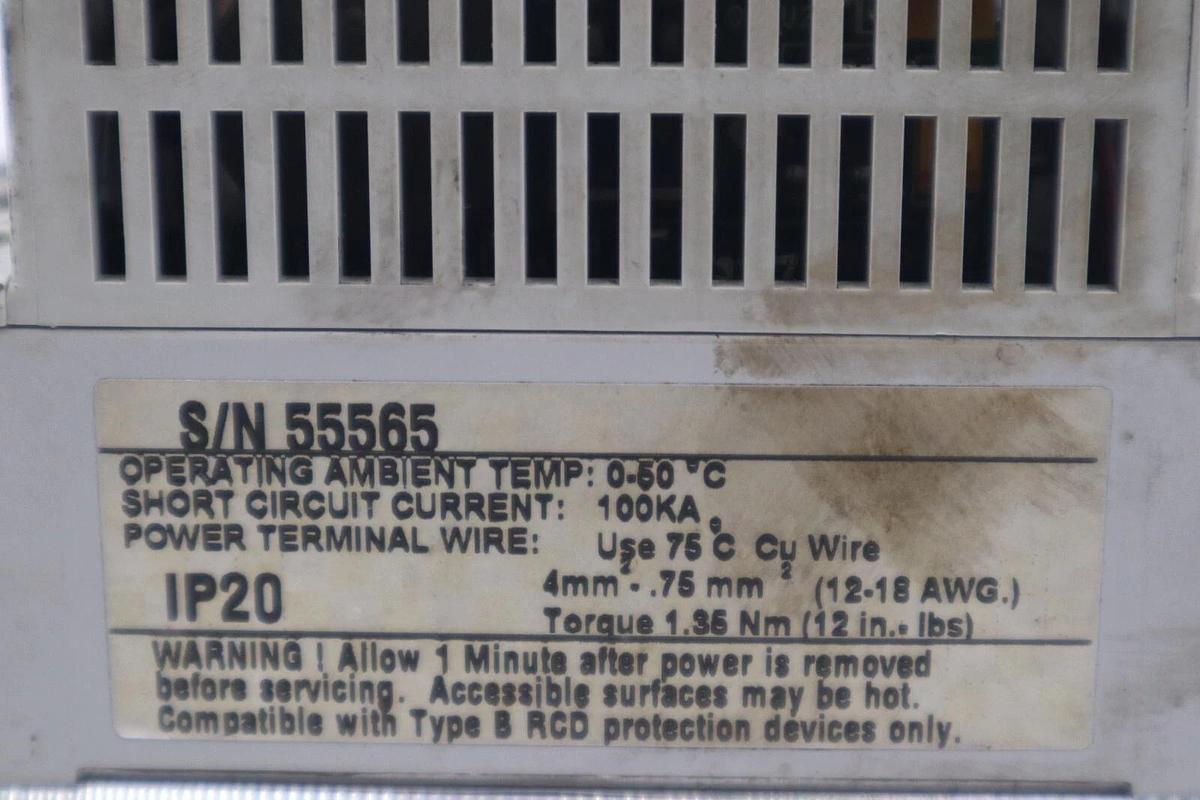 S/N 55565
OPERATING AMBIENT TEMP: 0-50 °C
SHORT CIRCUIT CURRENT: 100KA
POWER TERMINAL WIRE: Use 75°C Cu Wire
IP20 4mm² - .75 mm² (12-18 AWG.)
Torque 1.35 Nm (12 in.- lbs)
WARNING ! Allow 1 Minute after power is removed
before servicing. Accessible surfaces may be hot.
Compatible with Type B RCD protection devices only.